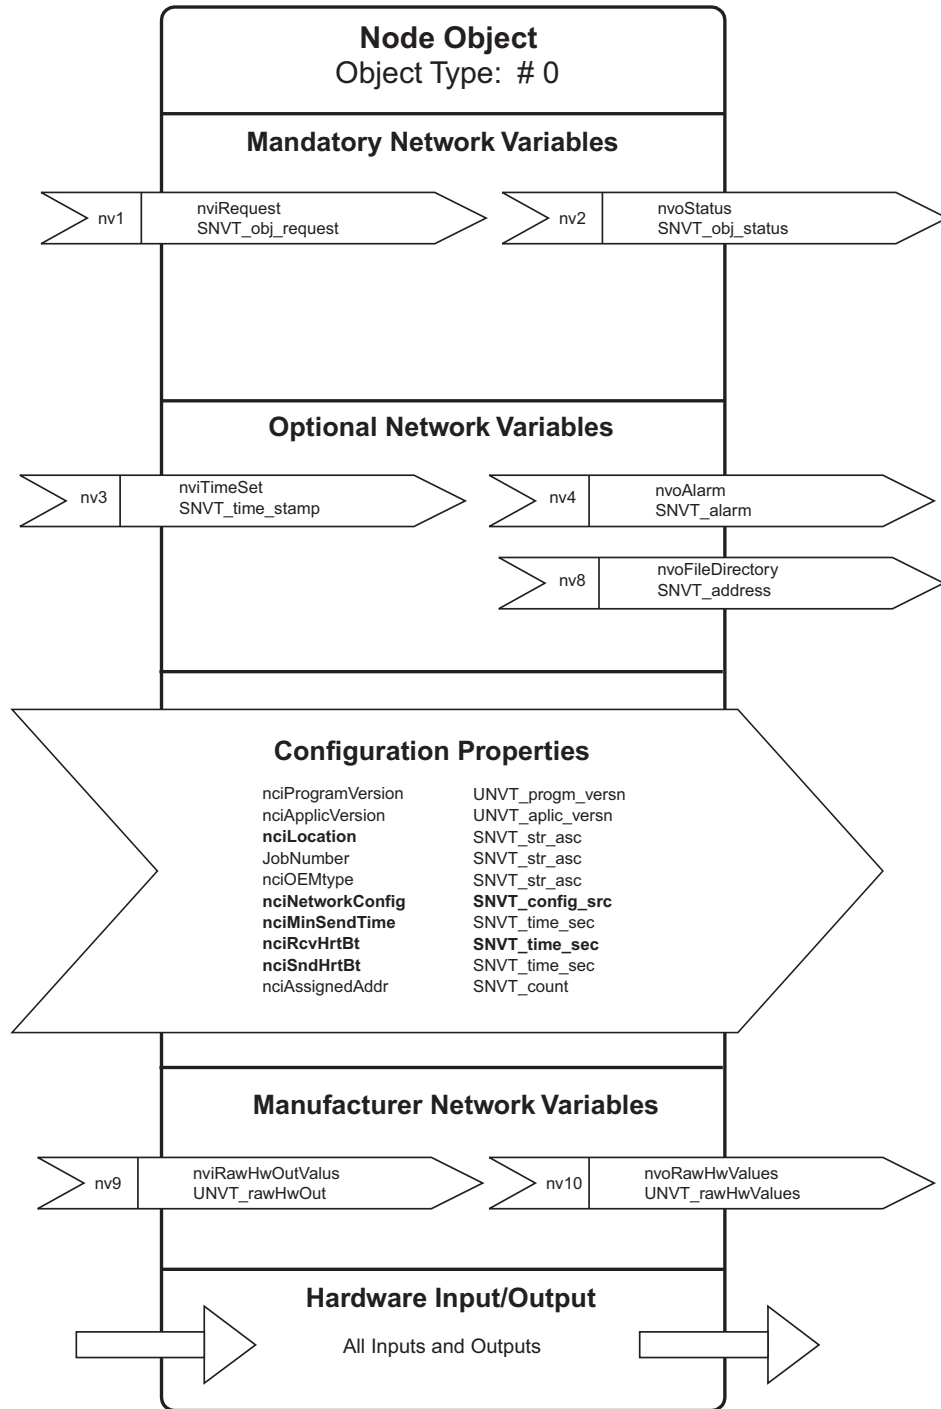 Node Object
Object Type: # 0
Mandatory Network Variables
nv1
nviRequest
SNVT_obj_request
nv2
nvoStatus
SNVT_obj_status
Optional Network Variables
nv3
nviTimeSet
SNVT_time_stamp
nv4
nvoAlarm
SNVT_alarm
nv8
nvoFileDirectory
SNVT_address
Configuration Properties
nciProgramVersion UNVT_progm_versn
nciApplicVersion UNVT_aplic_versn
nciLocation SNVT_str_asc
JobNumber SNVT_str_asc
nciOEMtype SNVT_str_asc
nciNetworkConfig SNVT_config_src
nciMinSendTime SNVT_time_sec
nciRcvHrtBt SNVT_time_sec
nciSndHrtBt SNVT_time_sec
nciAssignedAddr SNVT_count
Manufacturer Network Variables
nv9
nviRawHwOutValus
UNVT_rawHwOut
nv10
nvoRawHwValues
UNVT_rawHwValues
Hardware Input/Output
All Inputs and Outputs